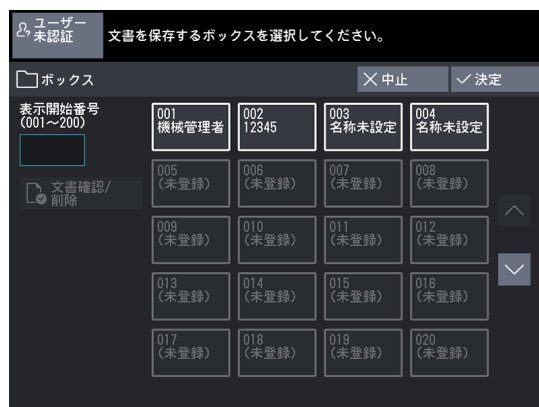 ユーザー
未認証
文書を保存するボックスを選択してください。
ボックス
中止
決定
表示開始番号
(001～200)
文書確認/
削除
001
機械管理者
002
12345
003
名称未設定
004
名称未設定
005
(未登録)
006
(未登録)
007
(未登録)
008
(未登録)
009
(未登録)
010
(未登録)
011
(未登録)
012
(未登録)
013
(未登録)
014
(未登録)
015
(未登録)
016
(未登録)
017
(未登録)
018
(未登録)
019
(未登録)
020
(未登録)